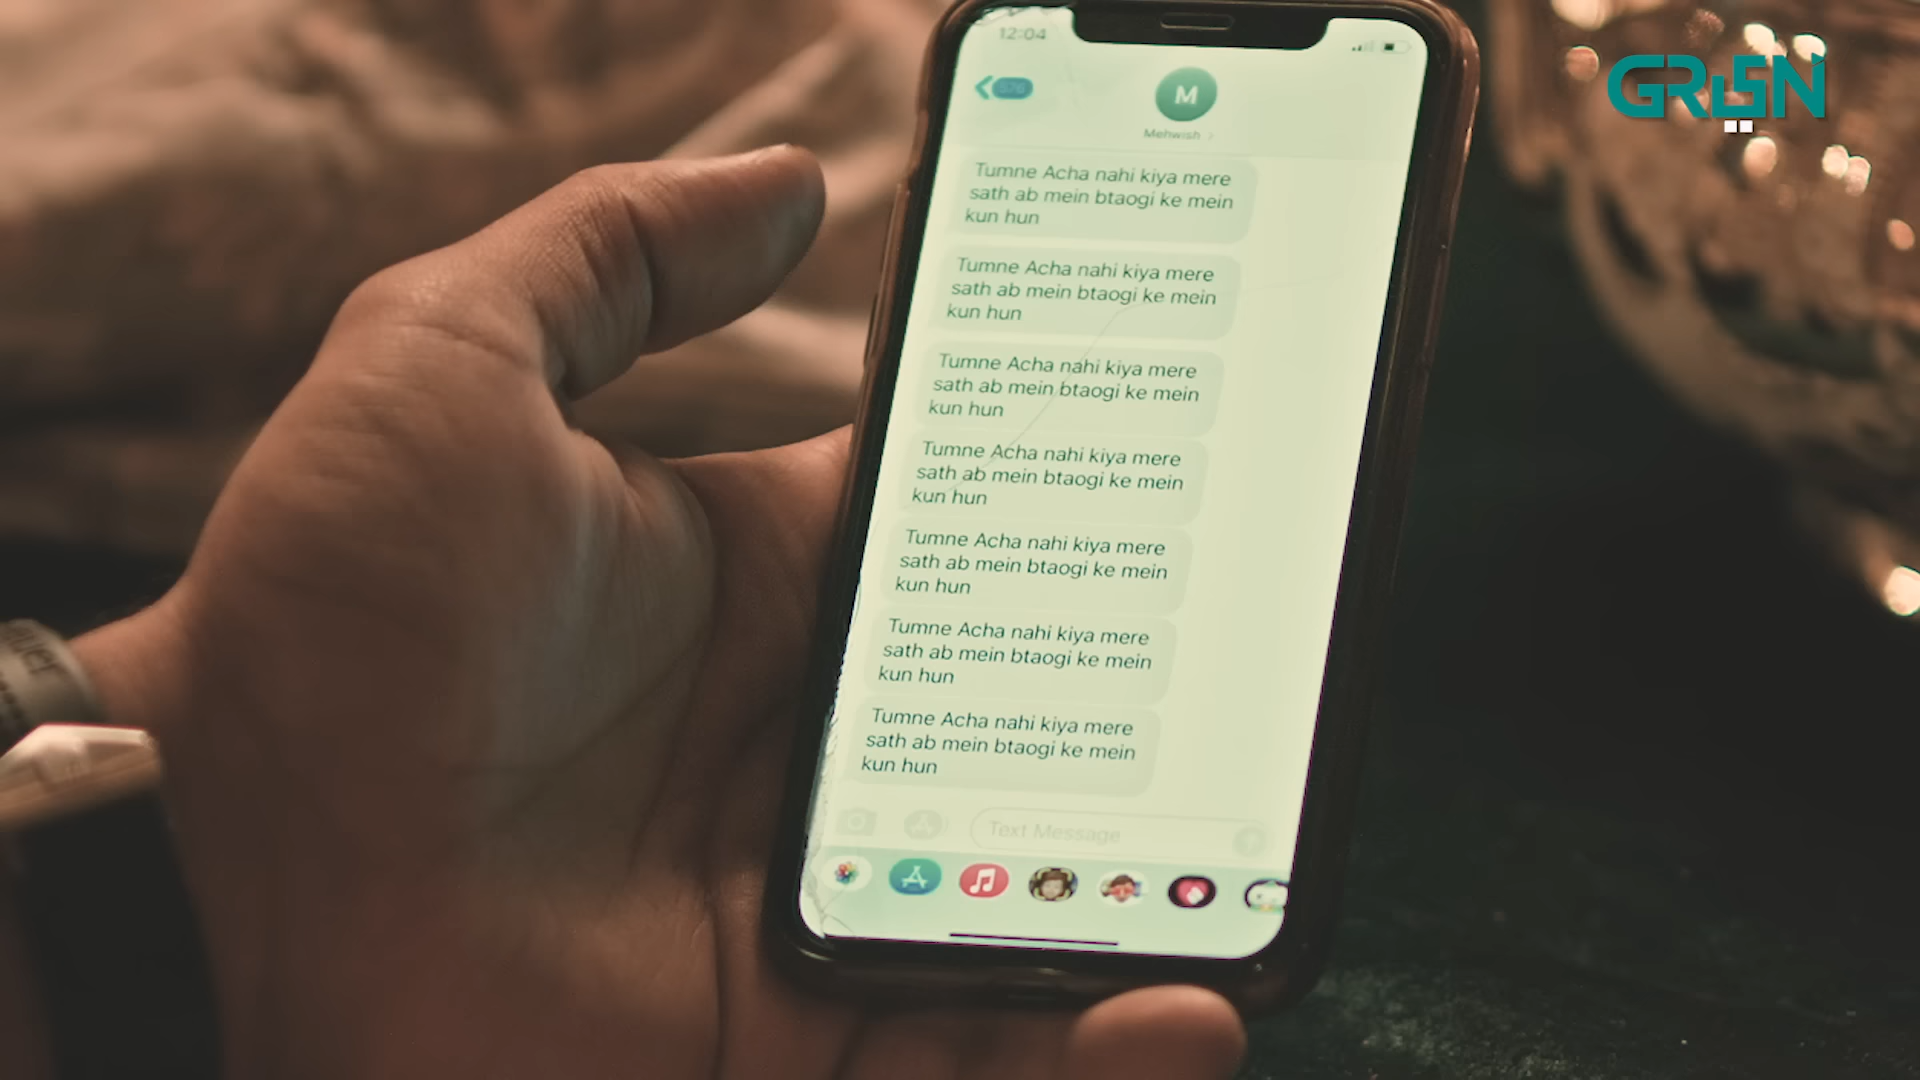 12:04
576
M
Mehwish
Tumne Acha nahi kiya mere
sath ab mein btaogi ke mein
kun hun
Tumne Acha nahi kiya mere
sath ab mein btaogi ke mein
kun hun
Tumne Acha nahi kiya mere
sath ab mein btaogi ke mein
kun hun
Tumne Acha nahi kiya mere
sath ab mein btaogi ke mein
kun hun
Tumne Acha nahi kiya mere
sath ab mein btaogi ke mein
kun hun
Tumne Acha nahi kiya mere
sath ab mein btaogi ke mein
kun hun
Tumne Acha nahi kiya mere
sath ab mein btaogi ke mein
kun hun
Text Message